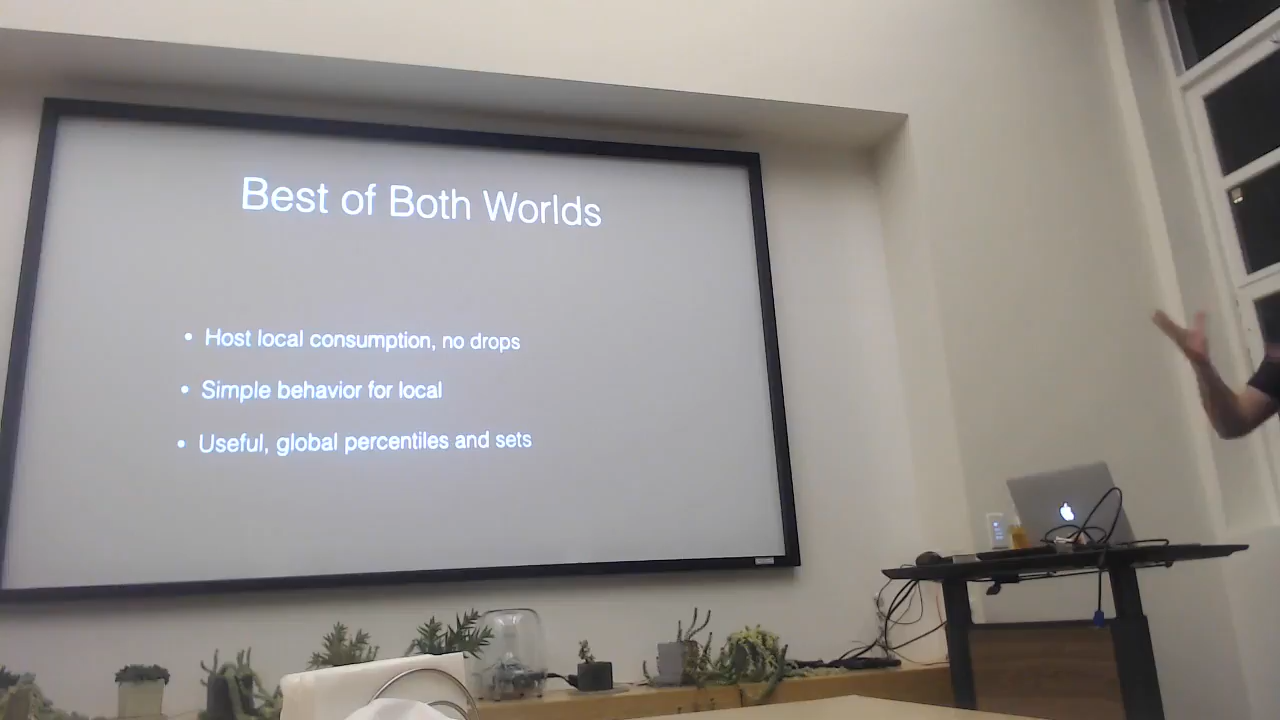 Best of Both Worlds
• Host local consumption, no drops
• Simple behavior for local
• Useful, global percentiles and sets